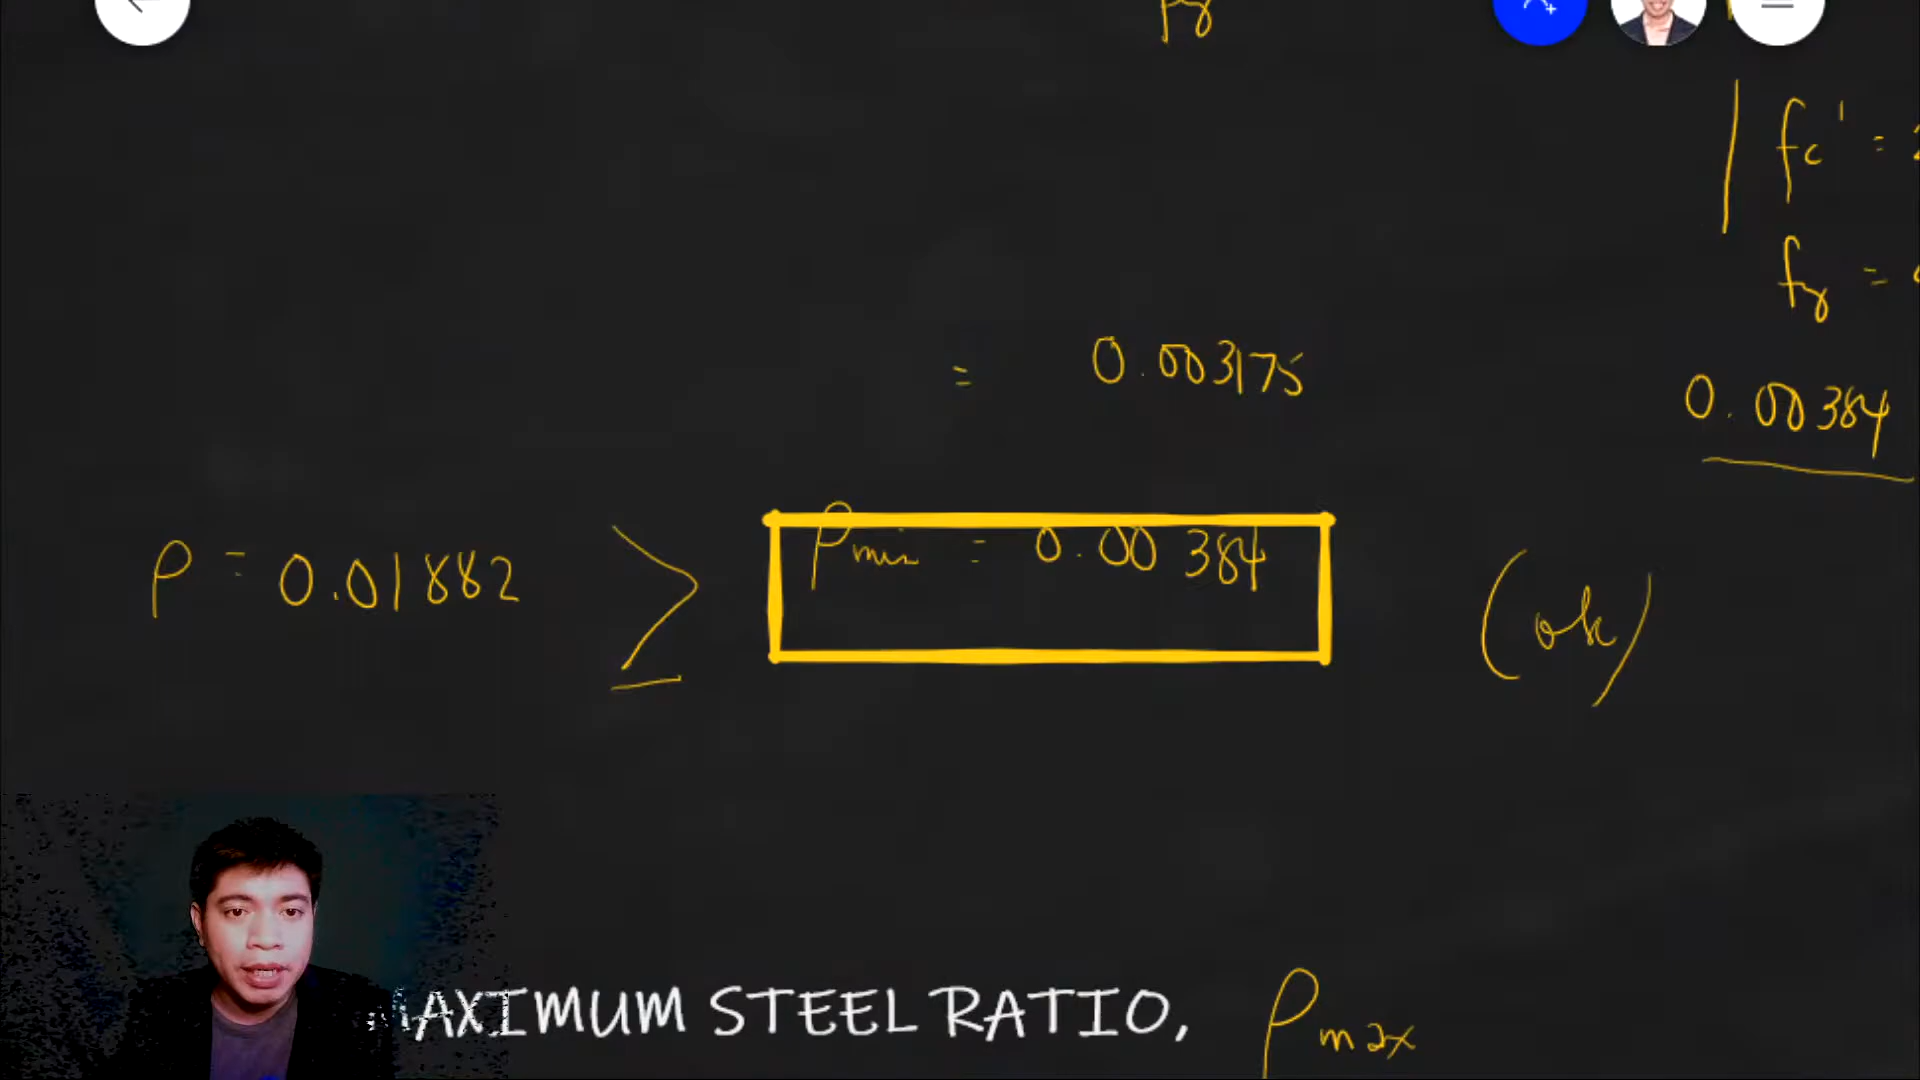 fy
fc' =
fy =
= 0.003175
0.00384
ρ = 0.01882 ≥ ρmin = 0.00384 (ok)
MAXIMUM STEEL RATIO, ρmax